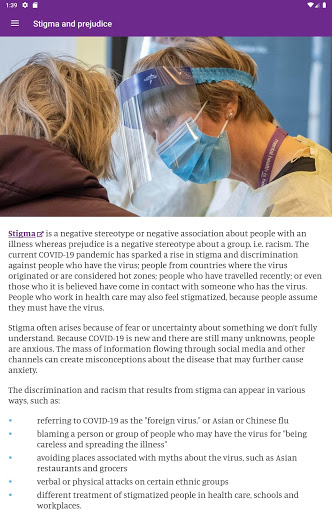 1:39
Stigma and prejudice
Stigma is a negative stereotype or negative association about people with an
illness whereas prejudice is a negative stereotype about a group. i.e. racism. The
current COVID-19 pandemic has sparked a rise in stigma and discrimination
against people who have the virus; people from countries where the virus
originated or are considered hot zones; people who have travelled recently; or even
those who it is believed have come in contact with someone who has the virus.
People who work in health care may also feel stigmatized, because people assume
they must have the virus.
Stigma often arises because of fear or uncertainty about something we don't fully
understand. Because COVID-19 is new and there are still many unknowns, people
are anxious. The mass of information flowing through social media and other
channels can create misconceptions about the disease that may further cause
anxiety.
The discrimination and racism that results from stigma can appear in various
ways, such as:
• referring to COVID-19 as the "foreign virus," or Asian or Chinese flu
• blaming a person or group of people who may have the virus for "being
careless and spreading the illness"
• avoiding places associated with myths about the virus, such as Asian
restaurants and grocers
• verbal or physical attacks on certain ethnic groups
• different treatment of stigmatized people in health care, schools and
workplaces.